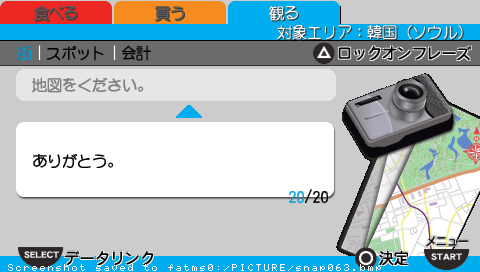 食べる 買う 観る
対象エリア：韓国（ソウル）
街 スポット 会計
△ロックオンフレーズ
地図をください。
ありがとう。
20/20
SELECT データリンク
○決定
メニュー
START
Screenshot saved to fatms0:/PICTURE/snap063.bmp